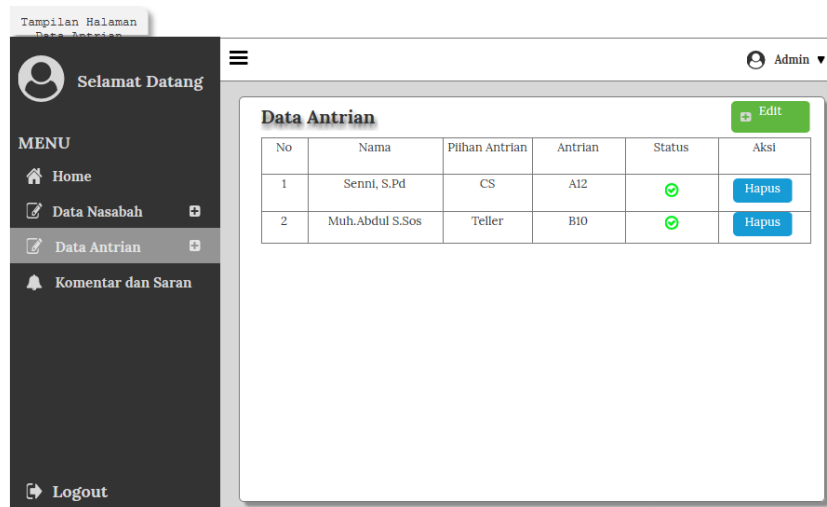 Tampilan Halaman
Data Antrian
Selamat Datang
Admin
MENU
Home
Data Nasabah
Data Antrian
Komentar dan Saran
Logout
Data Antrian
Edit
No Nama Piihan Antrian Antrian Status Aksi
1 Senni, S.Pd CS A12 Hapus
2 Muh.Abdul S.Sos Teller B10 Hapus